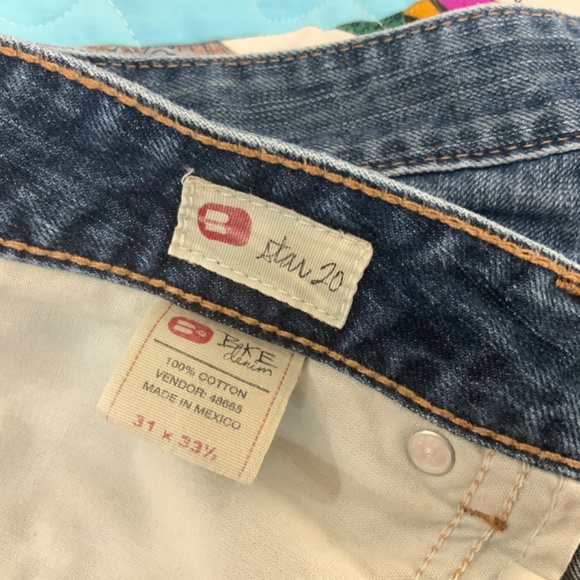 B
star 20
B
BKE
denim
100% COTTON
VENDOR: 48665
MADE IN MEXICO
31 x 33½